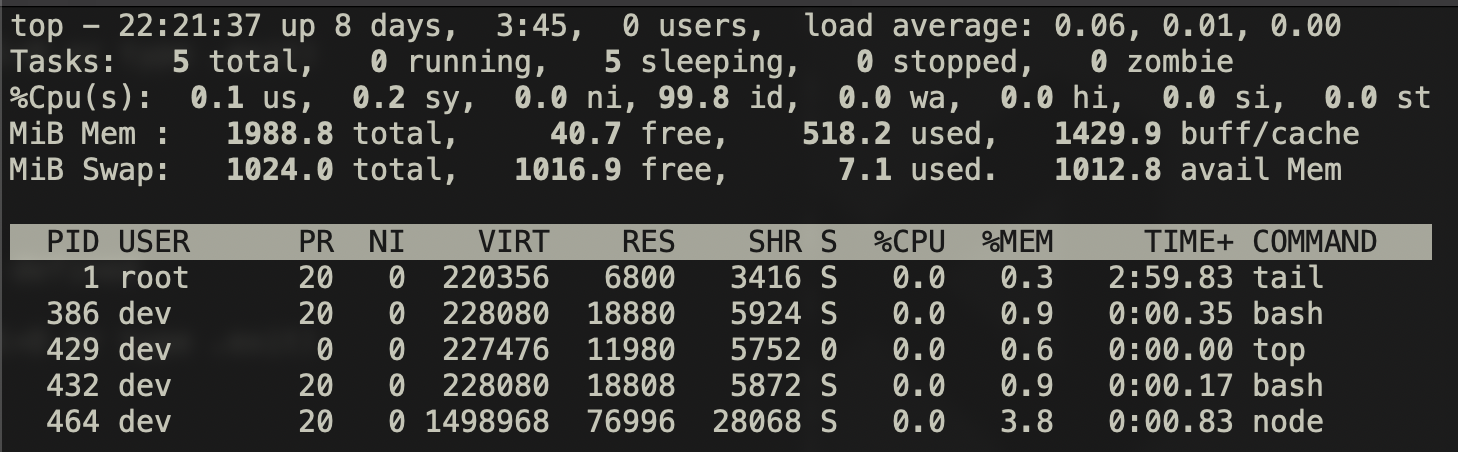 top – 22:21:37 up 8 days,  3:45,  0 users,  load average: 0.06, 0.01, 0.00
Tasks:   5 total,   0 running,   5 sleeping,   0 stopped,   0 zombie
%Cpu(s):  0.1 us,  0.2 sy,  0.0 ni, 99.8 id,  0.0 wa,  0.0 hi,  0.0 si,  0.0 st
MiB Mem :   1988.8 total,     40.7 free,    518.2 used,   1429.9 buff/cache
MiB Swap:   1024.0 total,   1016.9 free,      7.1 used.   1012.8 avail Mem
  PID USER      PR  NI    VIRT    RES    SHR S  %CPU  %MEM     TIME+ COMMAND
    1 root      20   0  220356   6800   3416 S   0.0   0.3   2:59.83 tail
  386 dev       20   0  228080  18880   5924 S   0.0   0.9   0:00.35 bash
  429 dev        0   0  227476  11980   5752 0   0.0   0.6   0:00.00 top
  432 dev       20   0  228080  18808   5872 S   0.0   0.9   0:00.17 bash
  464 dev       20   0 1498968  76996  28068 S   0.0   3.8   0:00.83 node